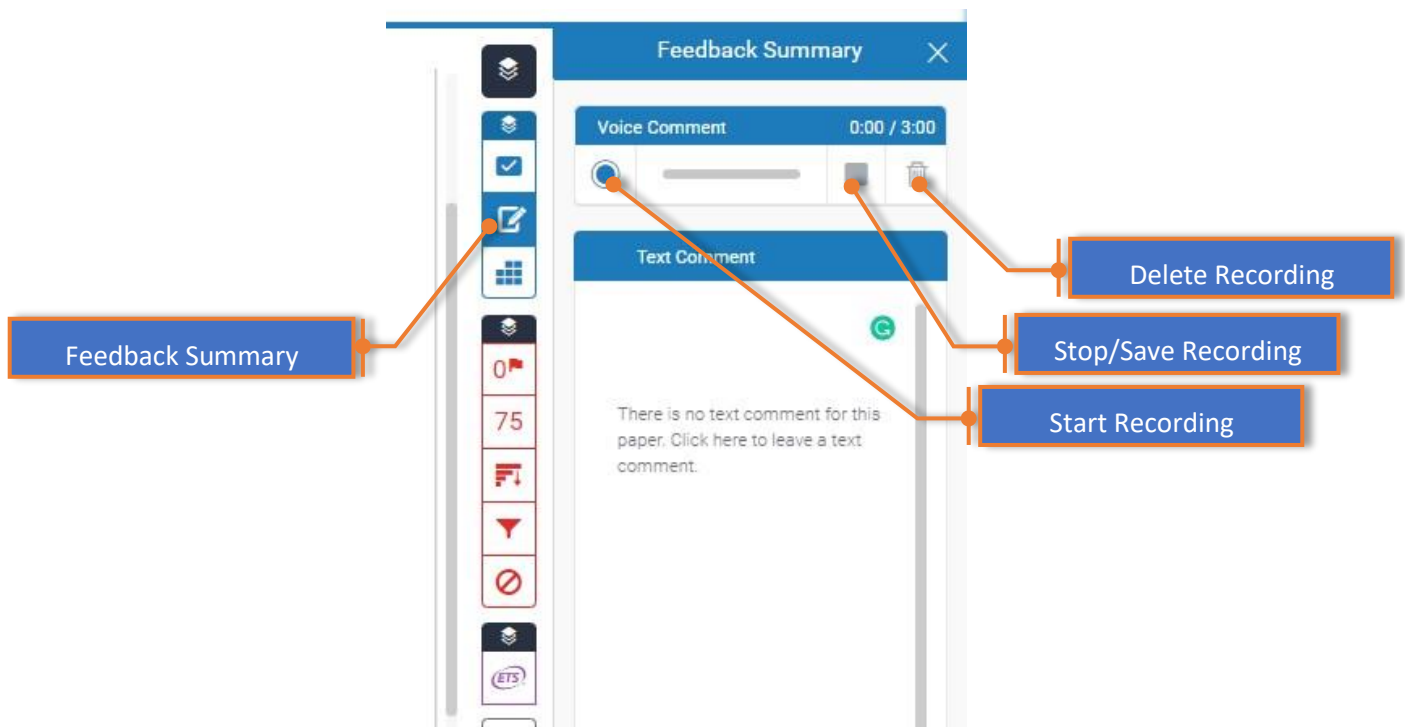 Feedback Summary
Voice Comment 0:00 / 3:00
Text Comment
Delete Recording
Feedback Summary
Stop/Save Recording
G
0
75
There is no text comment for this
paper. Click here to leave a text
comment.
Start Recording
ETS